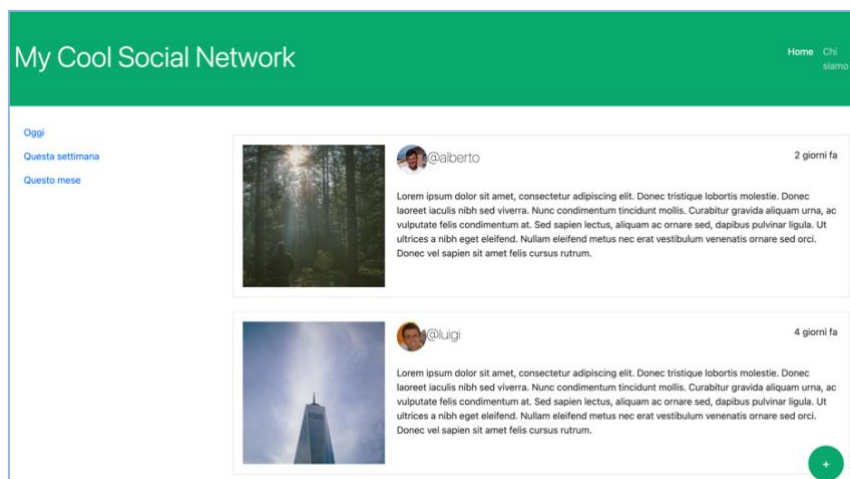 My Cool Social Network
Home
Chi
siamo
Oggi
Questa settimana
Questo mese
@alberto
2 giorni fa
Lorem ipsum dolor sit amet, consectetur adipiscing elit. Donec tristique lobortis molestie. Donec
laoreet iaculis nibh sed viverra. Nunc condimentum tincidunt mollis. Curabitur gravida aliquam urna, ac
vulputate felis condimentum at. Sed sapien lectus, aliquam ac ornare sed, dapibus pulvinar ligula. Ut
ultrices a nibh eget eleifend. Nullam eleifend metus nec erat vestibulum venenatis ornare sed orci.
Donec vel sapien sit amet felis cursus rutrum.
@luigi
4 giorni fa
Lorem ipsum dolor sit amet, consectetur adipiscing elit. Donec tristique lobortis molestie. Donec
laoreet iaculis nibh sed viverra. Nunc condimentum tincidunt mollis. Curabitur gravida aliquam urna, ac
vulputate felis condimentum at. Sed sapien lectus, aliquam ac ornare sed, dapibus pulvinar ligula. Ut
ultrices a nibh eget eleifend. Nullam eleifend metus nec erat vestibulum venenatis ornare sed orci.
Donec vel sapien sit amet felis cursus rutrum.
+